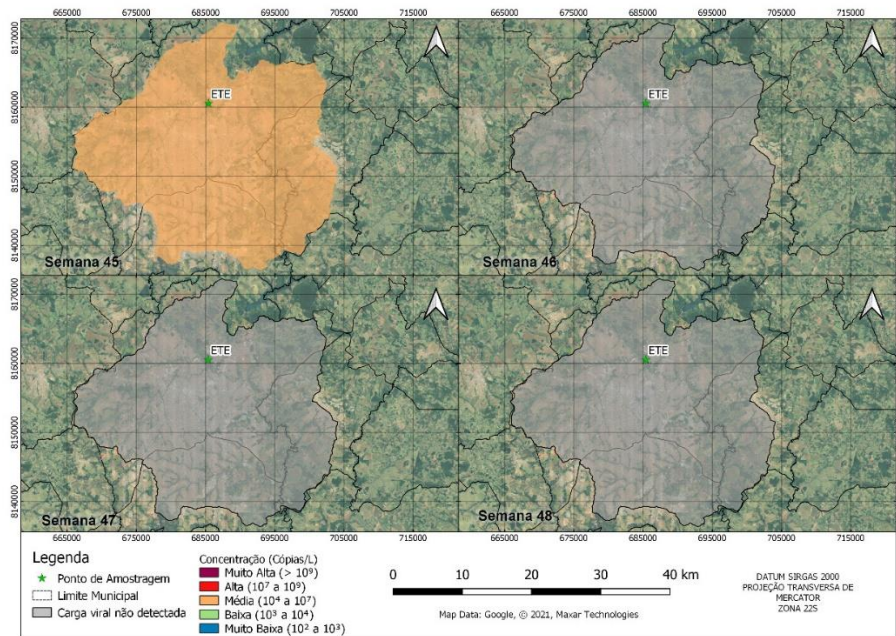 665000 675000 685000 695000 705000 715000 665000 675000 685000 695000 705000 715000
8170000
8160000
8150000
8140000
ETE
Semana 45
ETE
Semana 46
8170000
8160000
8150000
8140000
ETE
Semana 47
ETE
Semana 48
665000 675000 685000 695000 705000 715000 665000 675000 685000 695000 705000 715000
Legenda
Ponto de Amostragem
Limite Municipal
Carga viral não detectada
Concentração (Cópias/L)
Muito Alta (> 10⁹)
Alta (10⁷ a 10⁹)
Média (10⁴ a 10⁷)
Baixa (10³ a 10⁴)
Muito Baixa (10² a 10³)
0 10 20 30 40 km
Map Data: Google, © 2021, Maxar Technologies
DATUM SIRGAS 2000
PROJEÇÃO TRANSVERSA DE
MERCATOR
ZONA 22S